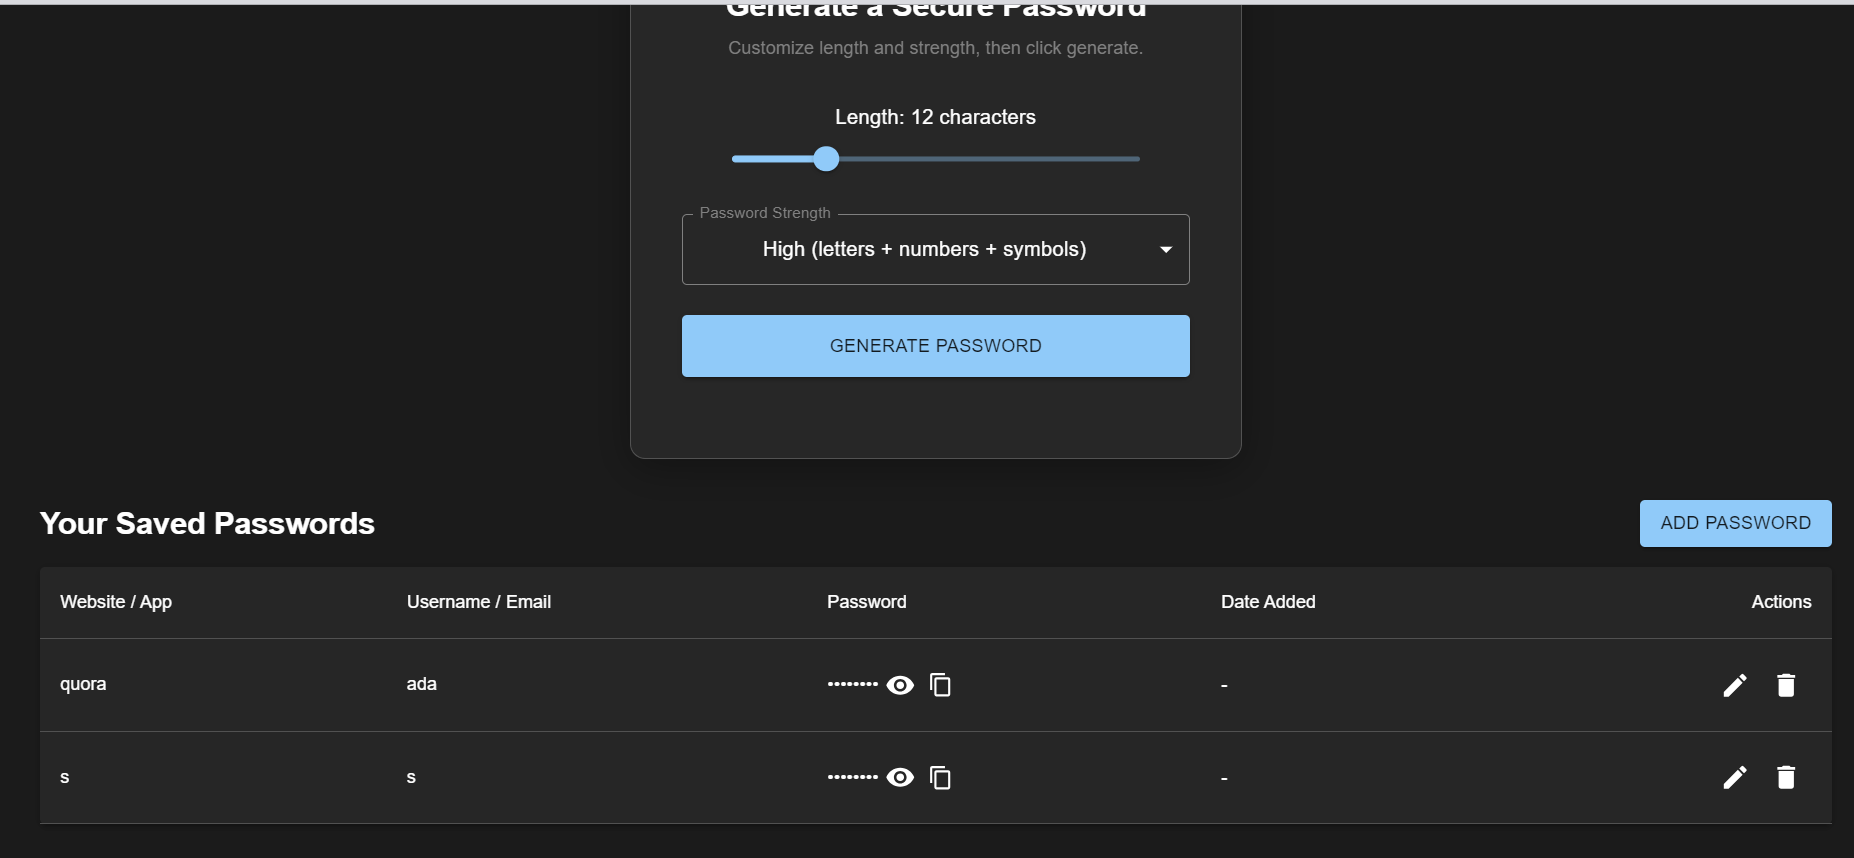 Generate a Secure Password
Customize length and strength, then click generate.
Length: 12 characters
Password Strength
High (letters + numbers + symbols)
GENERATE PASSWORD
Your Saved Passwords
ADD PASSWORD
Website / App Username / Email Password Date Added Actions
quora ada •••••••• -
s s •••••••• -